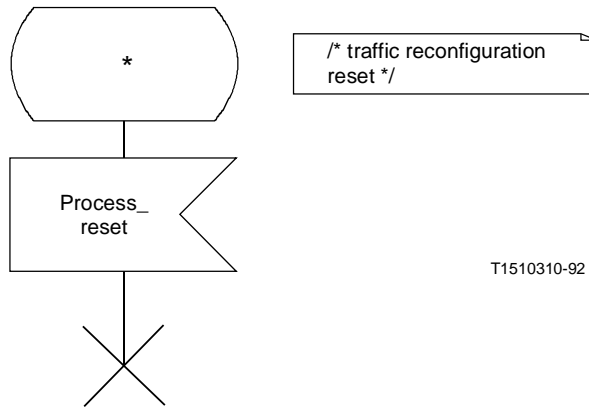 *
/* traffic reconfiguration
reset */
Process_
reset
T1510310-92